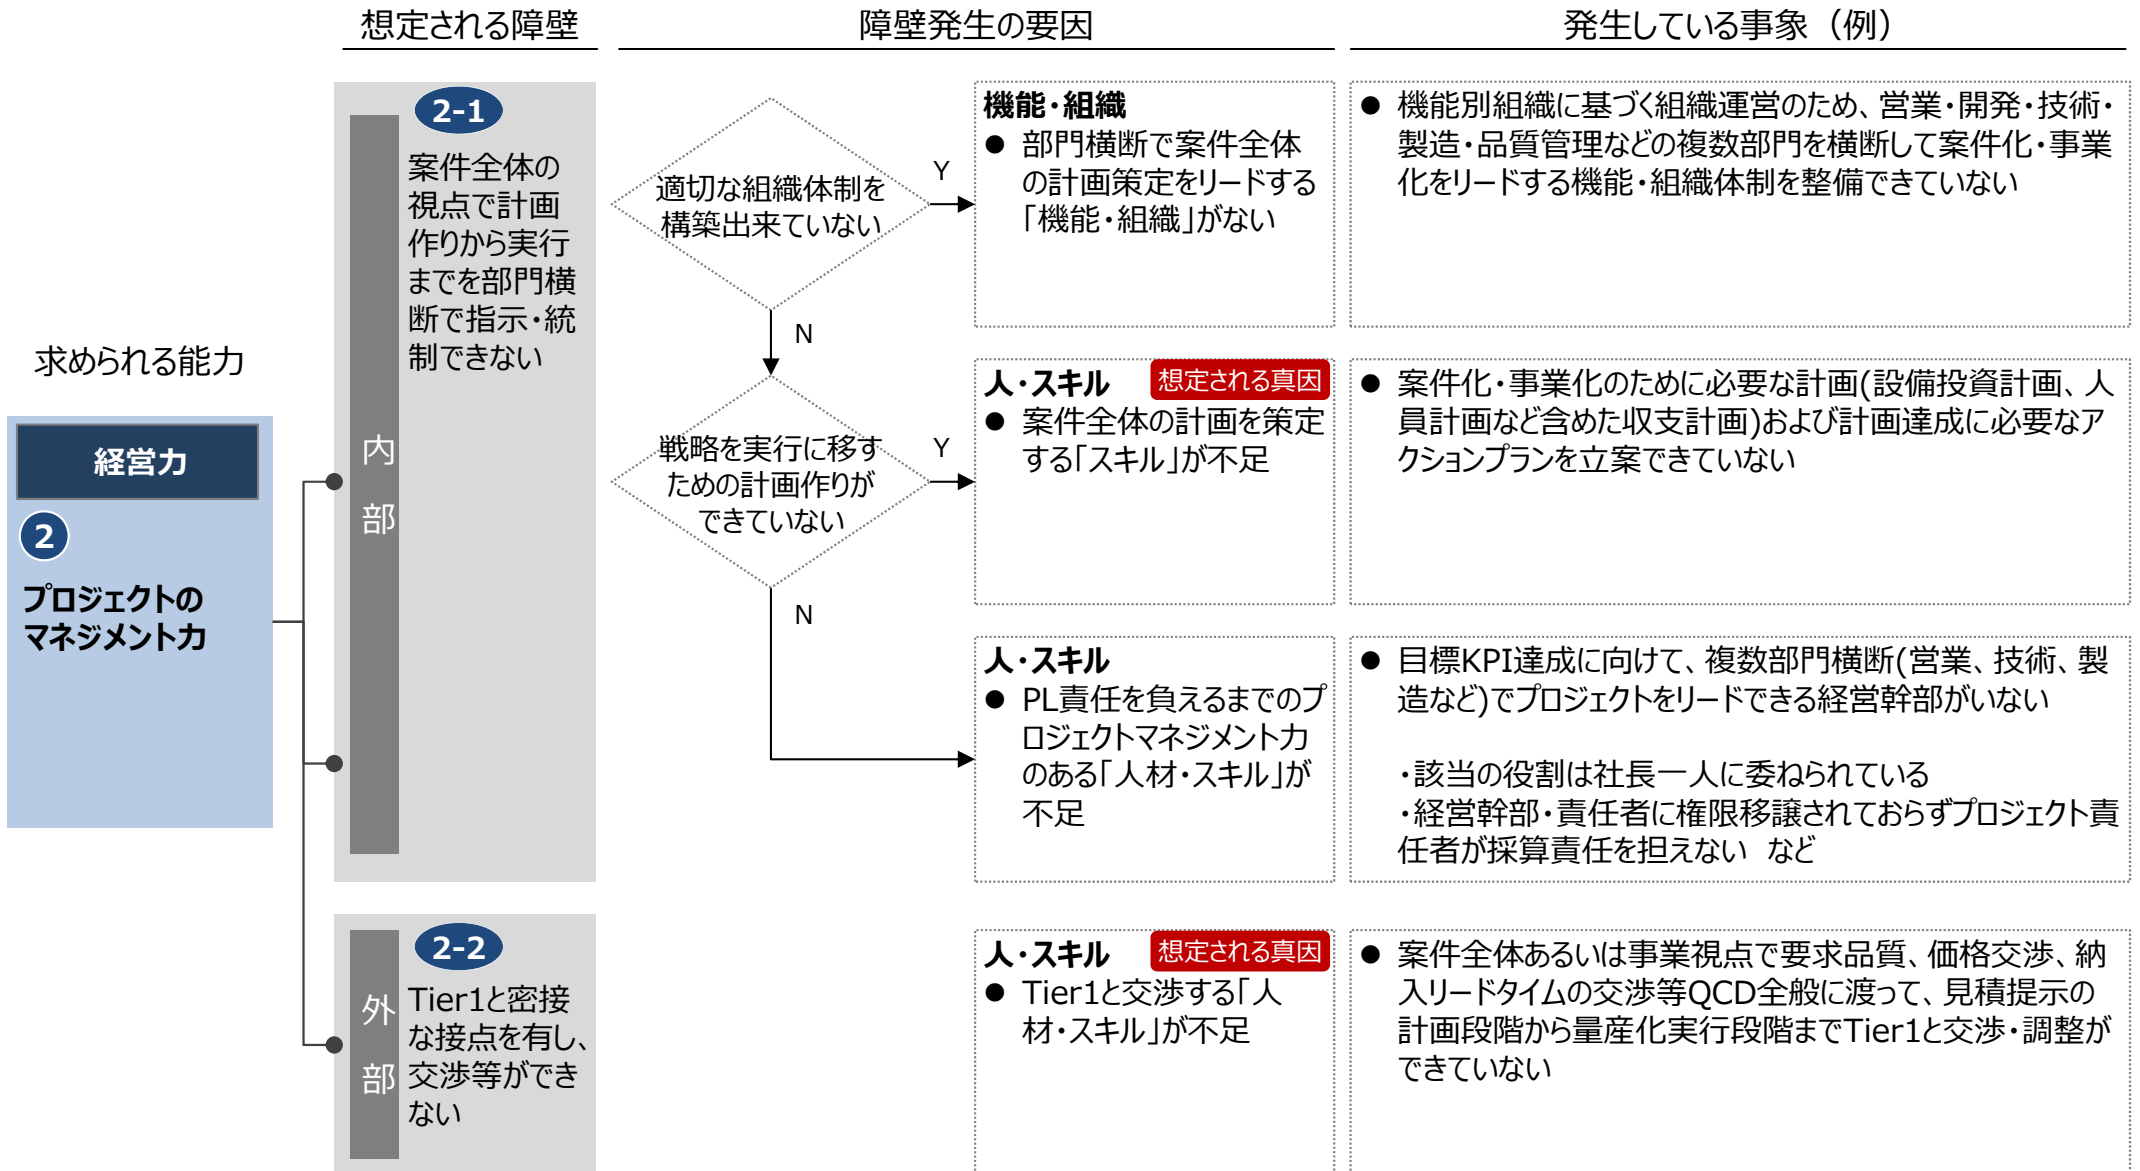 想定される障壁
障壁発生の要因
発生している事象（例）
求められる能力
経営力
2
プロジェクトの
マネジメント力
内
部
2-1
案件全体の
視点で計画
作りから実行
までを部門横
断で指示・統
制できない
適切な組織体制を
構築出来ていない
Y
N
機能・組織
● 部門横断で案件全体
の計画策定をリードする
「機能・組織」がない
● 機能別組織に基づく組織運営のため、営業・開発・技術・
製造・品質管理などの複数部門を横断して案件化・事業
化をリードする機能・組織体制を整備できていない
戦略を実行に移す
ための計画作りが
できていない
Y
N
人・スキル
想定される真因
● 案件全体の計画を策定
する「スキル」が不足
● 案件化・事業化のために必要な計画(設備投資計画、人
員計画など含めた収支計画)および計画達成に必要なア
クションプランを立案できていない
人・スキル
● PL責任を負えるまでのプ
ロジェクトマネジメント力
のある「人材・スキル」が
不足
● 目標KPI達成に向けて、複数部門横断(営業、技術、製
造など)でプロジェクトをリードできる経営幹部がいない
・該当の役割は社長一人に委ねられている
・経営幹部・責任者に権限移譲されておらずプロジェクト責
任者が採算責任を担えない など
外
部
2-2
Tier1と密接
な接点を有し、
交渉等ができ
ない
人・スキル
想定される真因
● Tier1と交渉する「人
材・スキル」が不足
● 案件全体あるいは事業視点で要求品質、価格交渉、納
入リードタイムの交渉等QCD全般に渡って、見積提示の
計画段階から量産化実行段階までTier1と交渉・調整が
できていない